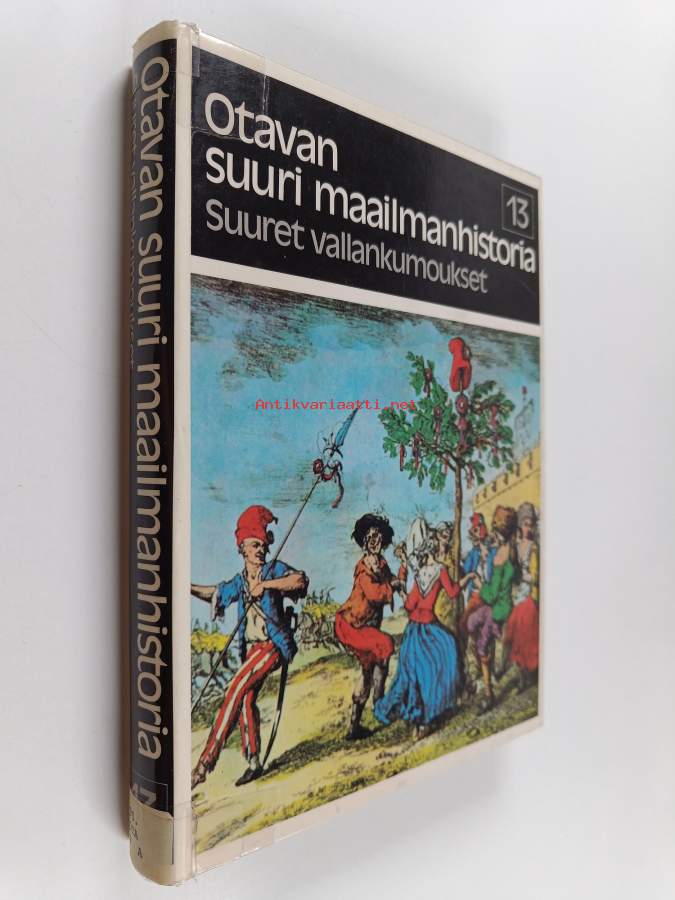 Otavan
suuri maailmanhistoria
13
Suuret vallankumoukset
Antikvariaatti.net
Otavan suuri maailmanhistoria